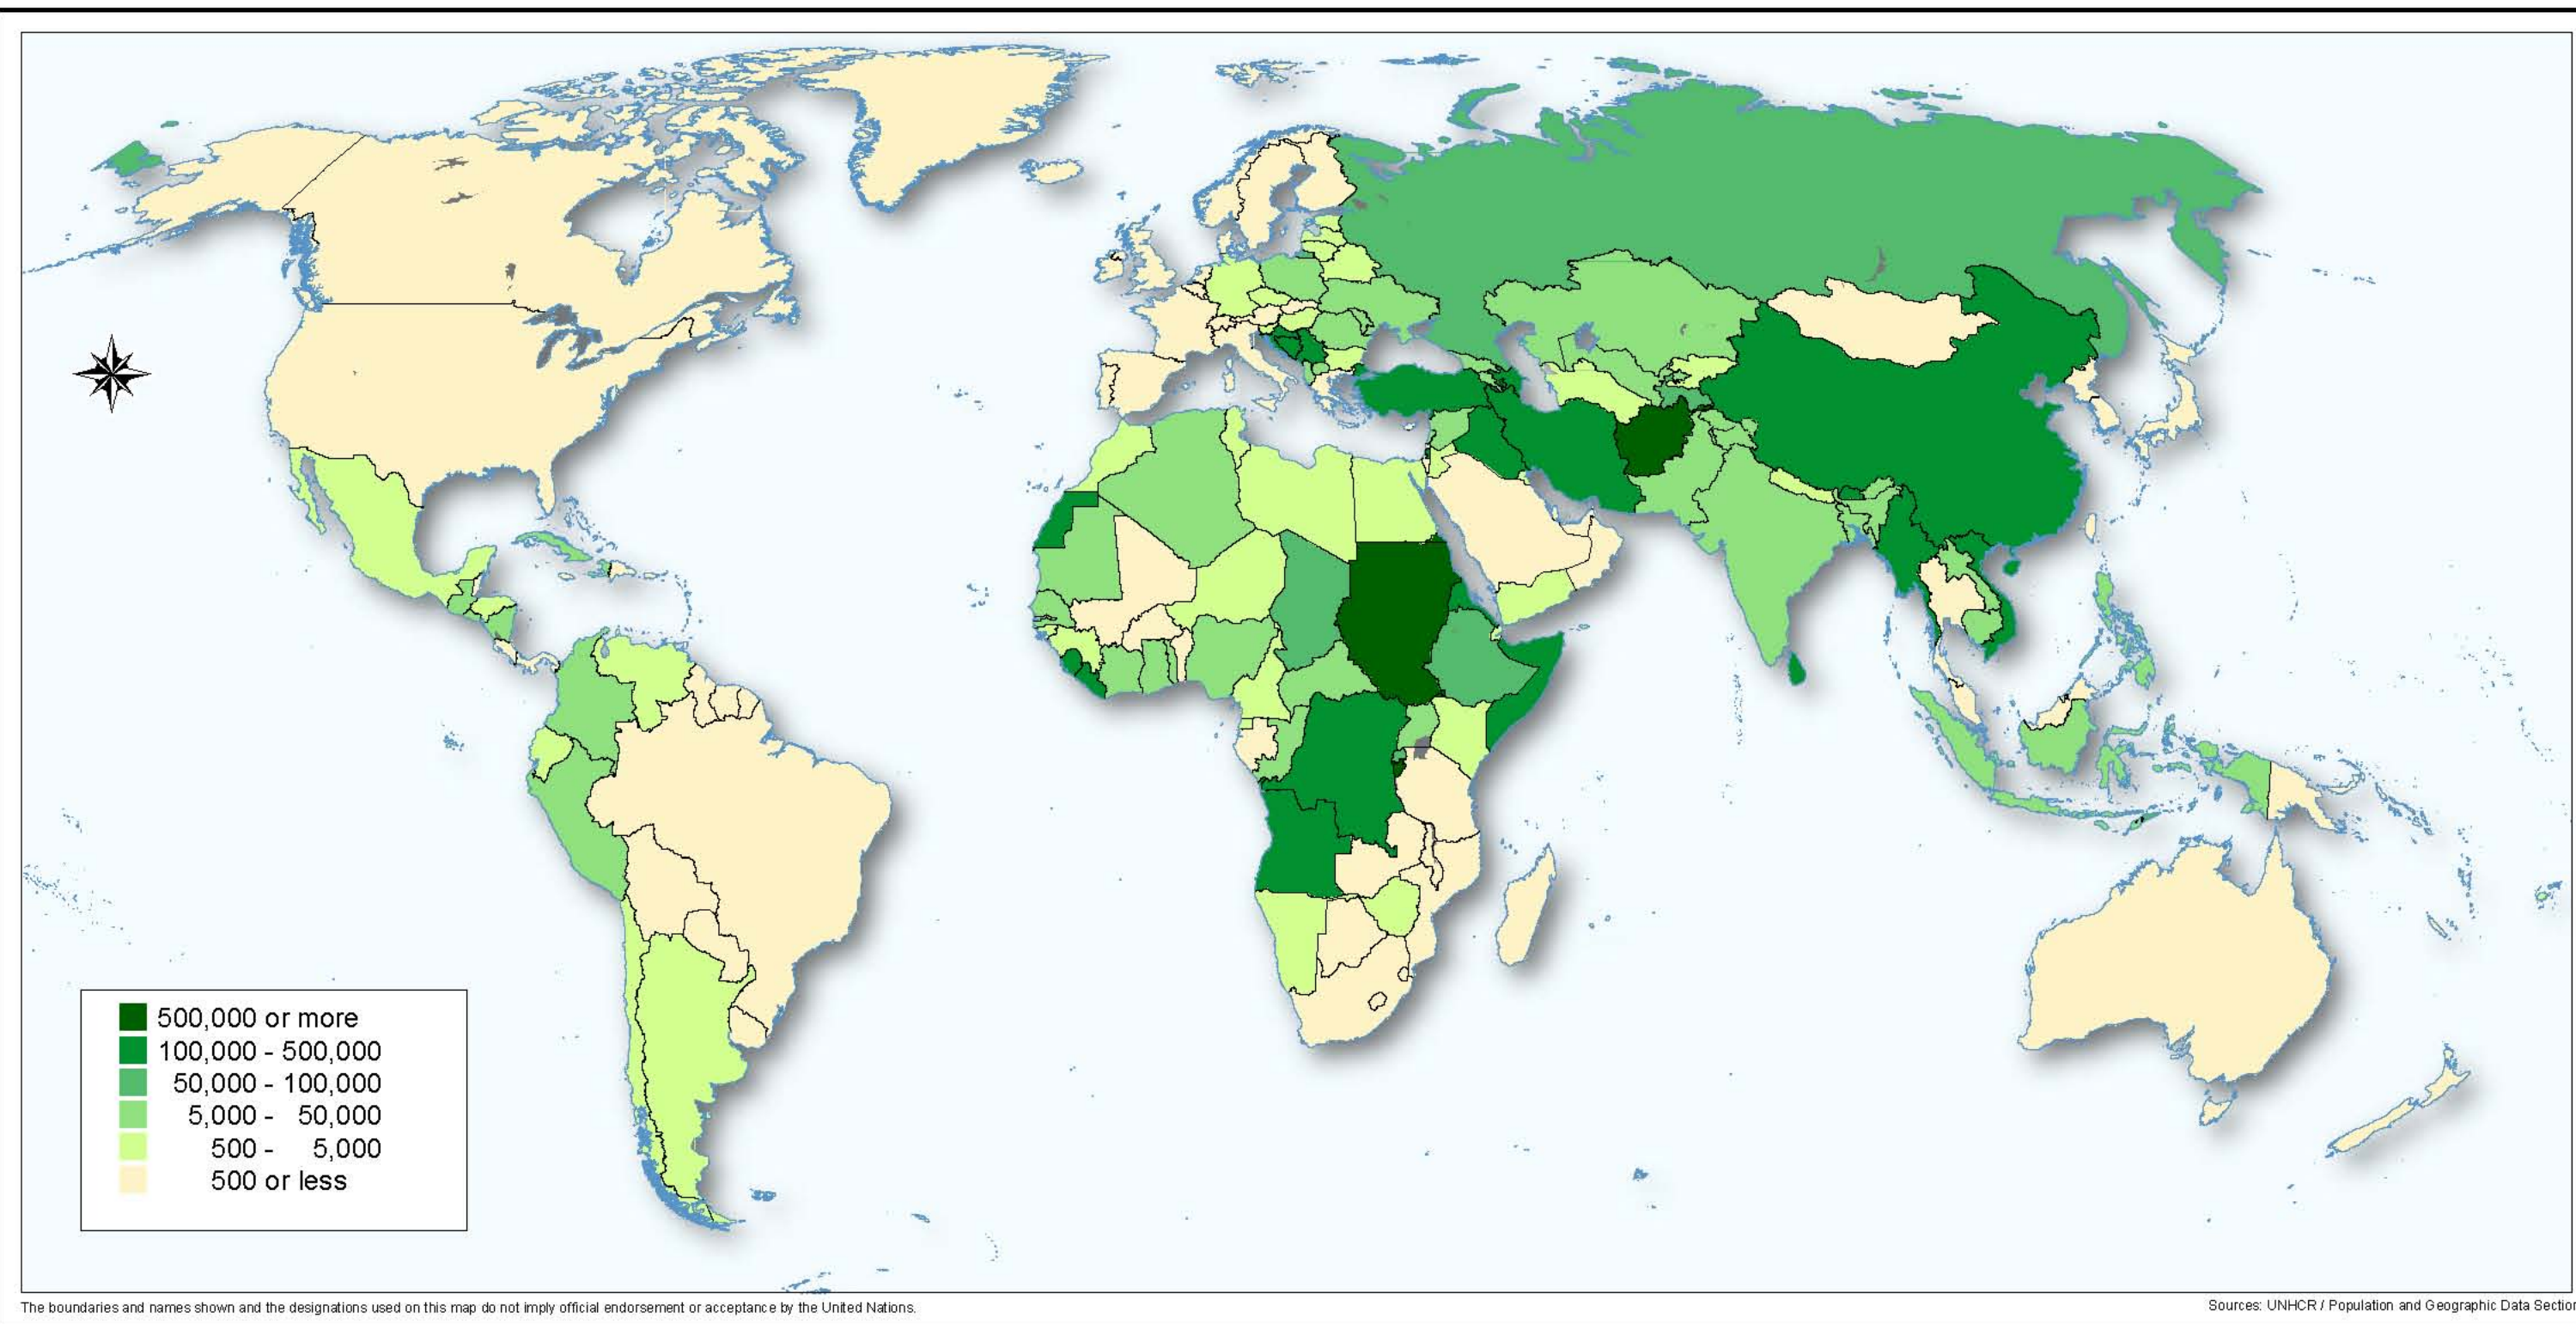 500,000 or more
100,000 - 500,000
50,000 - 100,000
5,000 - 50,000
500 - 5,000
500 or less
The boundaries and names shown and the designations used on this map do not imply official endorsement or acceptance by the United Nations.
Sources: UNHCR / Population and Geographic Data Section